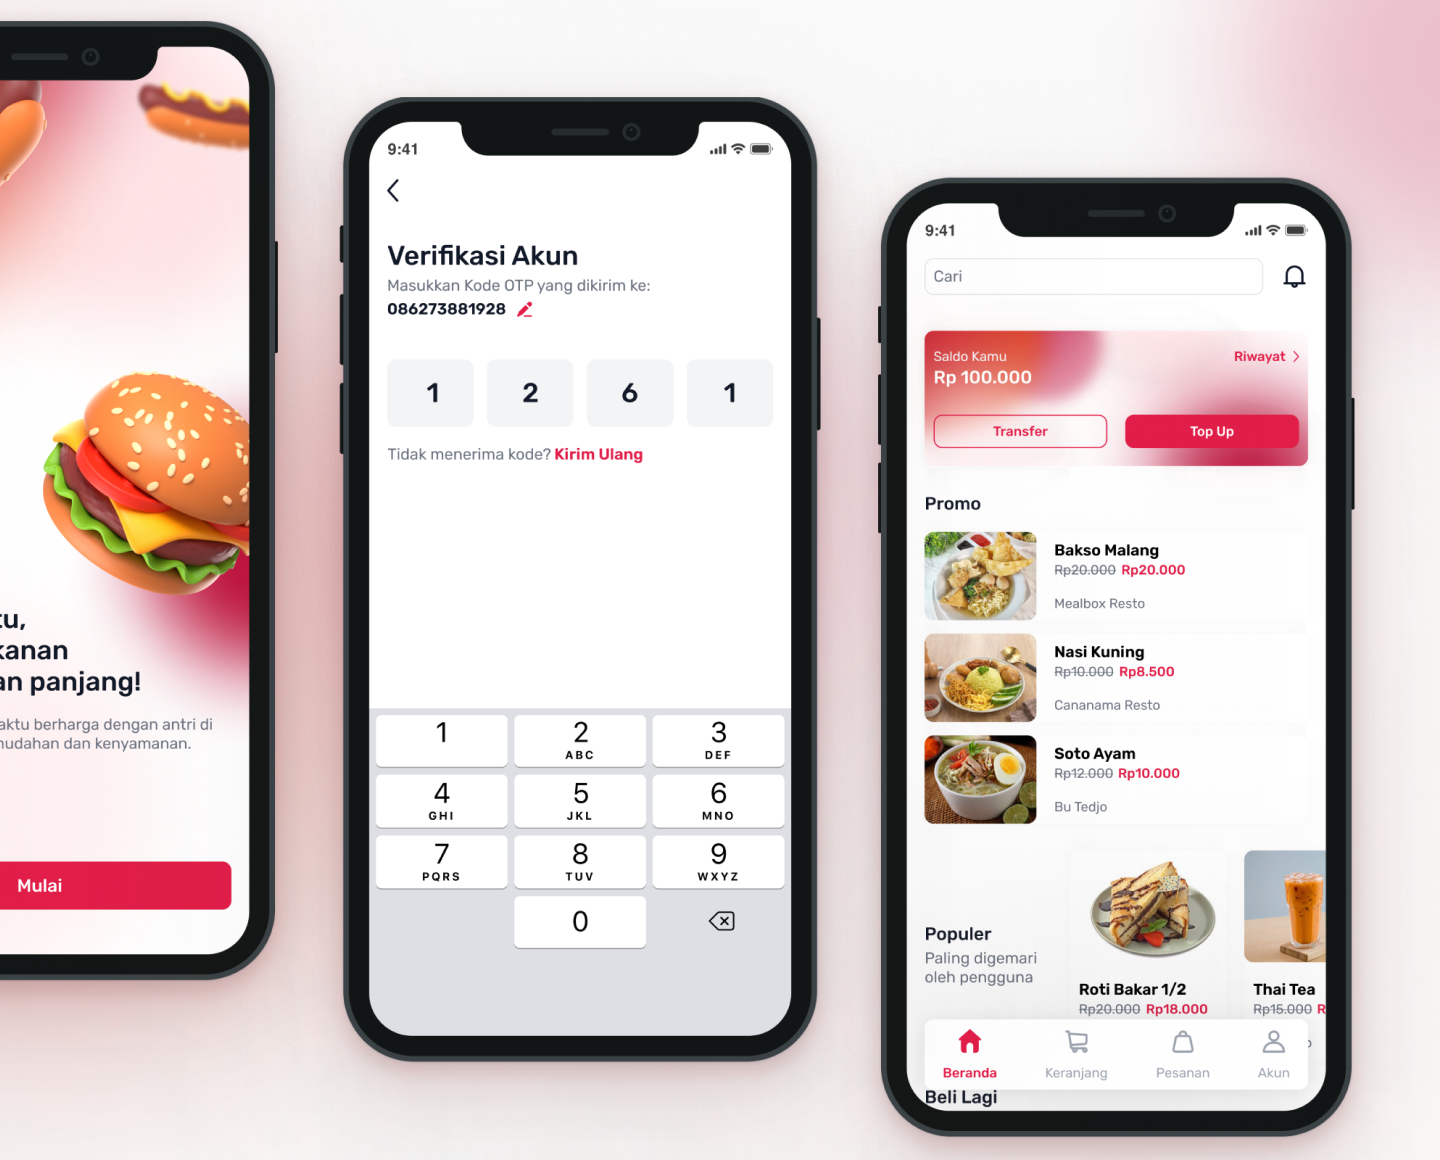 tu,
kanan
an panjang!
aktu berharga dengan antri di
nudahan dan kenyamanan.
Mulai
9:41
Verifikasi Akun
Masukkan Kode OTP yang dikirim ke:
086273881928
1 2 6 1
Tidak menerima kode? Kirim Ulang
1 2 3
ABC DEF
4 5 6
GHI JKL MNO
7 8 9
PQRS TUV WXYZ
0
9:41
Cari
Saldo Kamu Riwayat
Rp 100.000
Transfer Top Up
Promo
Bakso Malang
Rp20.000 Rp20.000
Mealbox Resto
Nasi Kuning
Rp10.000 Rp8.500
Cananama Resto
Soto Ayam
Rp12.000 Rp10.000
Bu Tedjo
Populer
Paling digemari
oleh pengguna
Roti Bakar 1/2 Thai Tea
Rp20.000 Rp18.000 Rp15.000 R
Beranda Keranjang Pesanan Akun
Beli Lagi